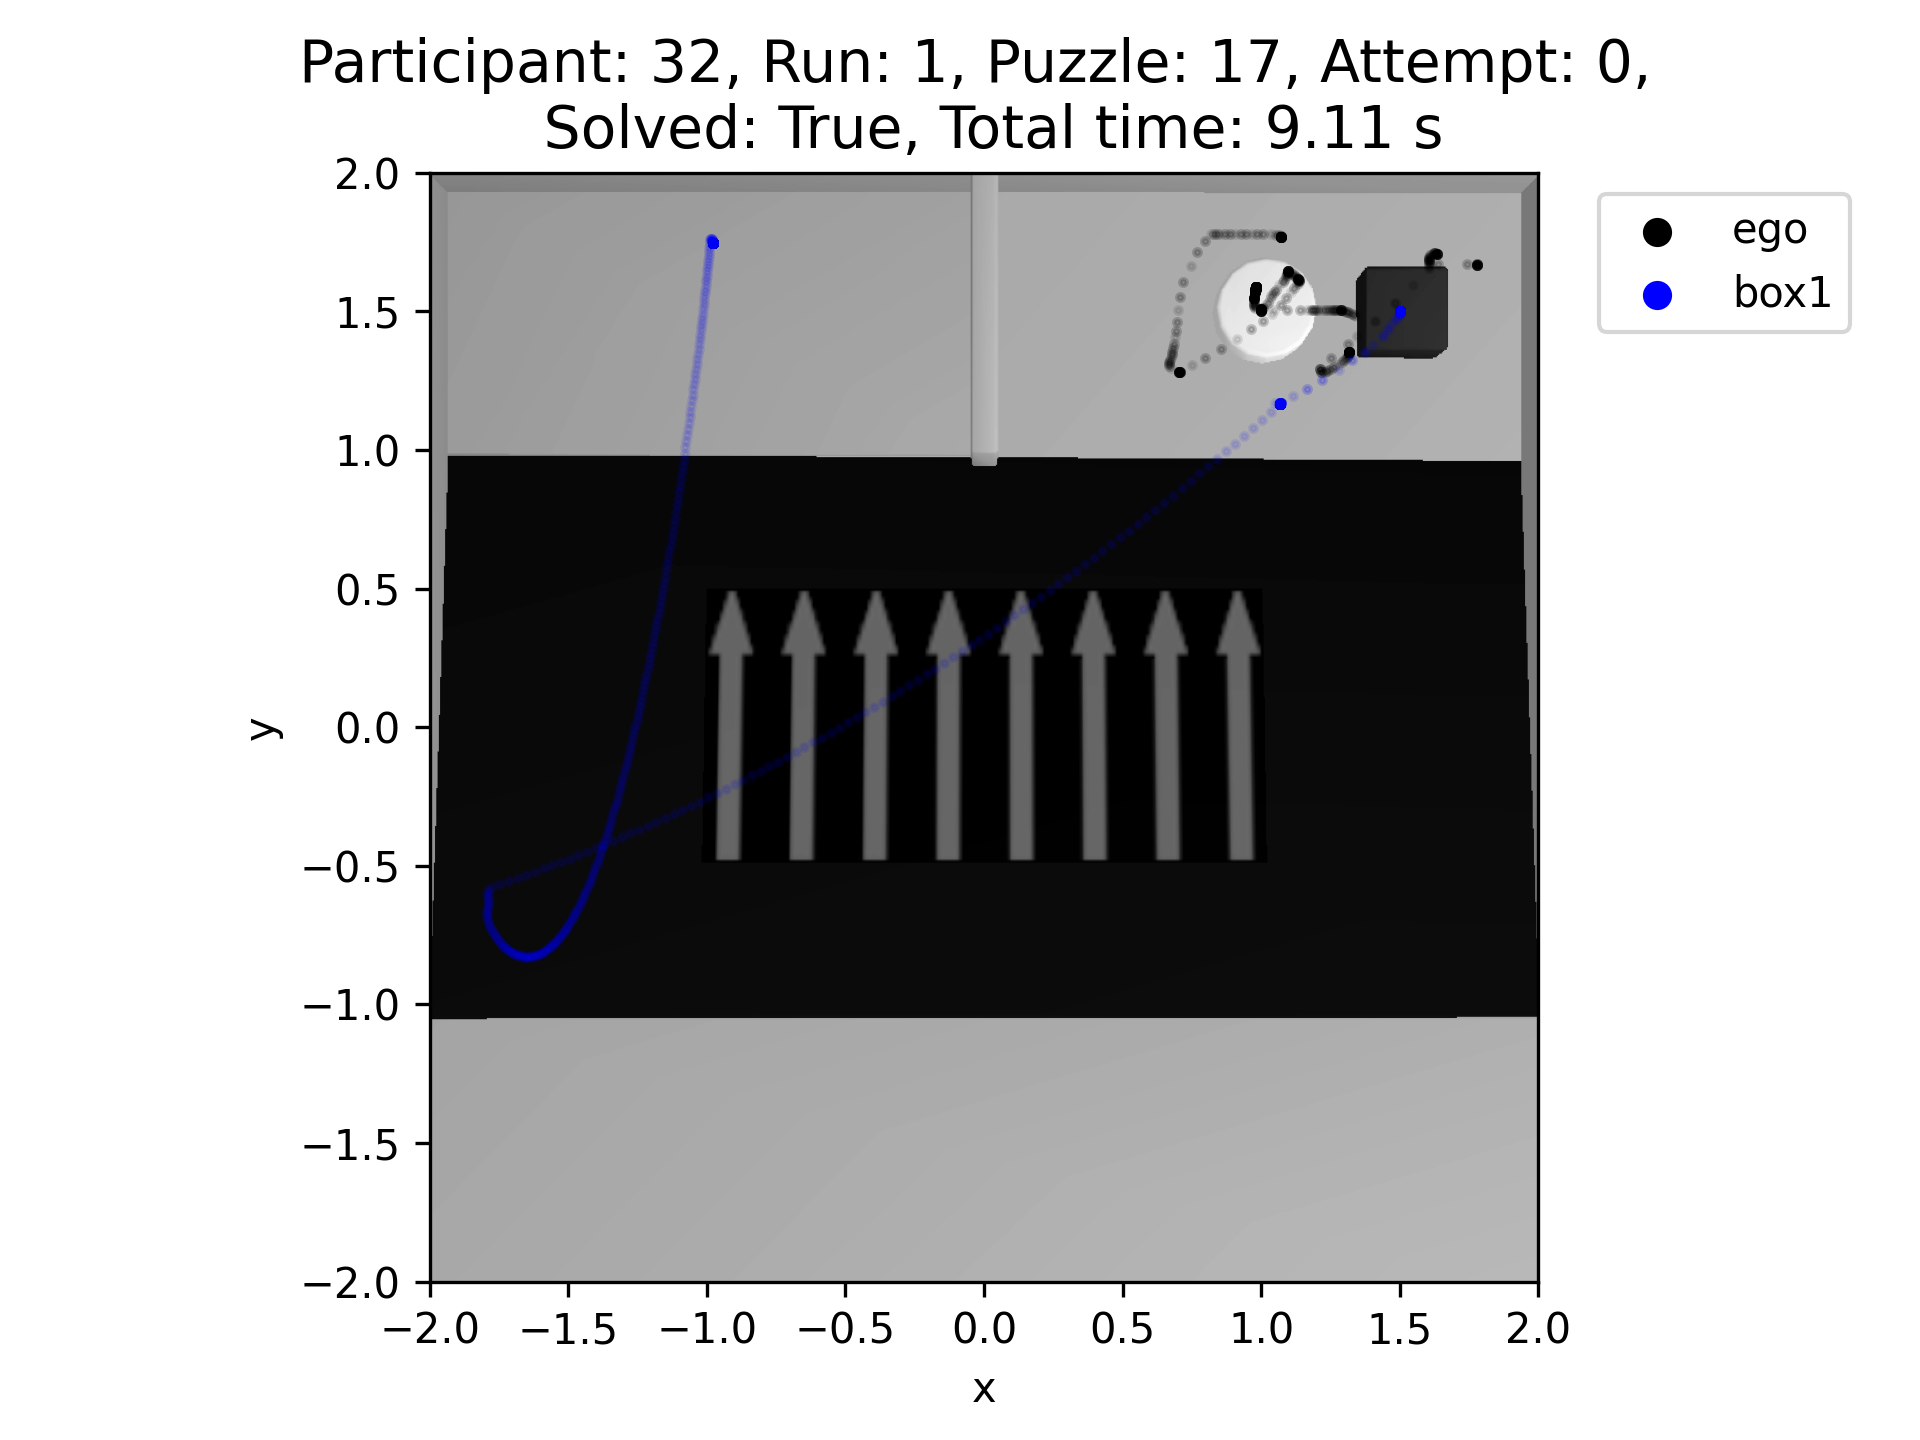 Participant: 32, Run: 1, Puzzle: 17, Attempt: 0,
Solved: True, Total time: 9.11 s
ego
box1
2.0
1.5
1.0
0.5
0.0
−0.5
−1.0
−1.5
−2.0
y
−2.0 −1.5 −1.0 −0.5 0.0 0.5 1.0 1.5 2.0
x